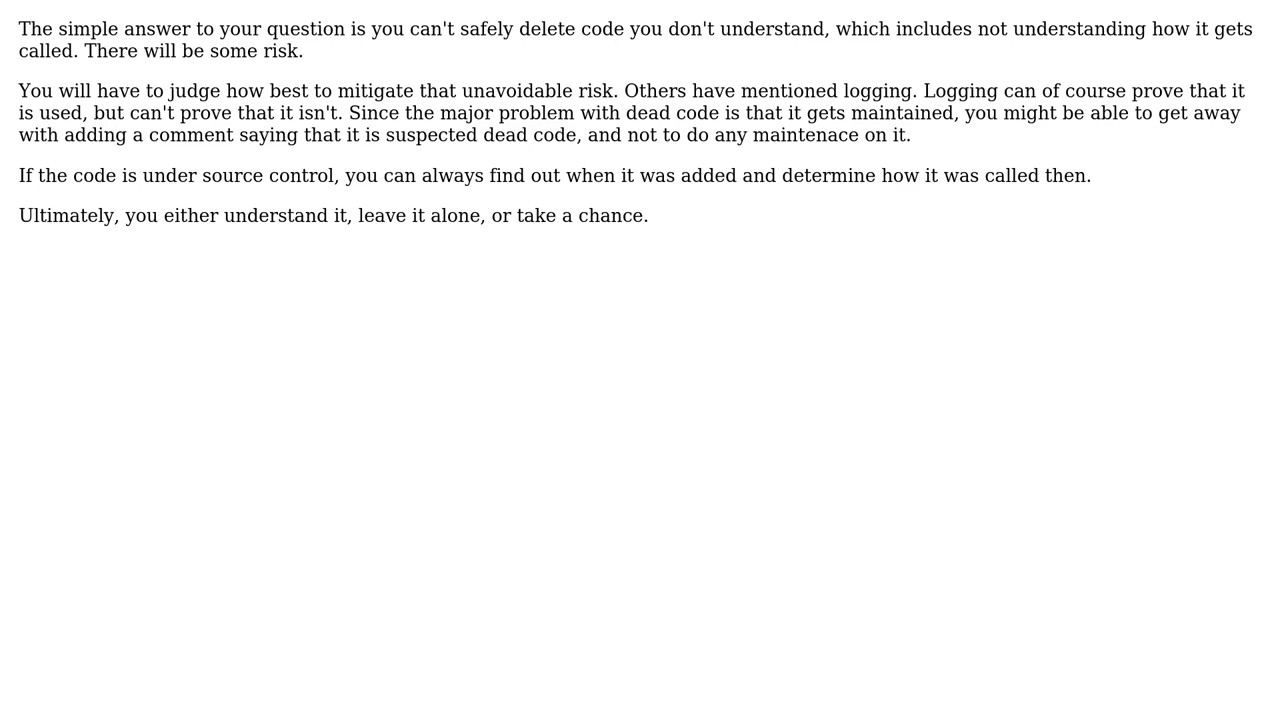 The simple answer to your question is you can't safely delete code you don't understand, which includes not understanding how it gets
called. There will be some risk.
You will have to judge how best to mitigate that unavoidable risk. Others have mentioned logging. Logging can of course prove that it
is used, but can't prove that it isn't. Since the major problem with dead code is that it gets maintained, you might be able to get away
with adding a comment saying that it is suspected dead code, and not to do any maintenace on it.
If the code is under source control, you can always find out when it was added and determine how it was called then.
Ultimately, you either understand it, leave it alone, or take a chance.